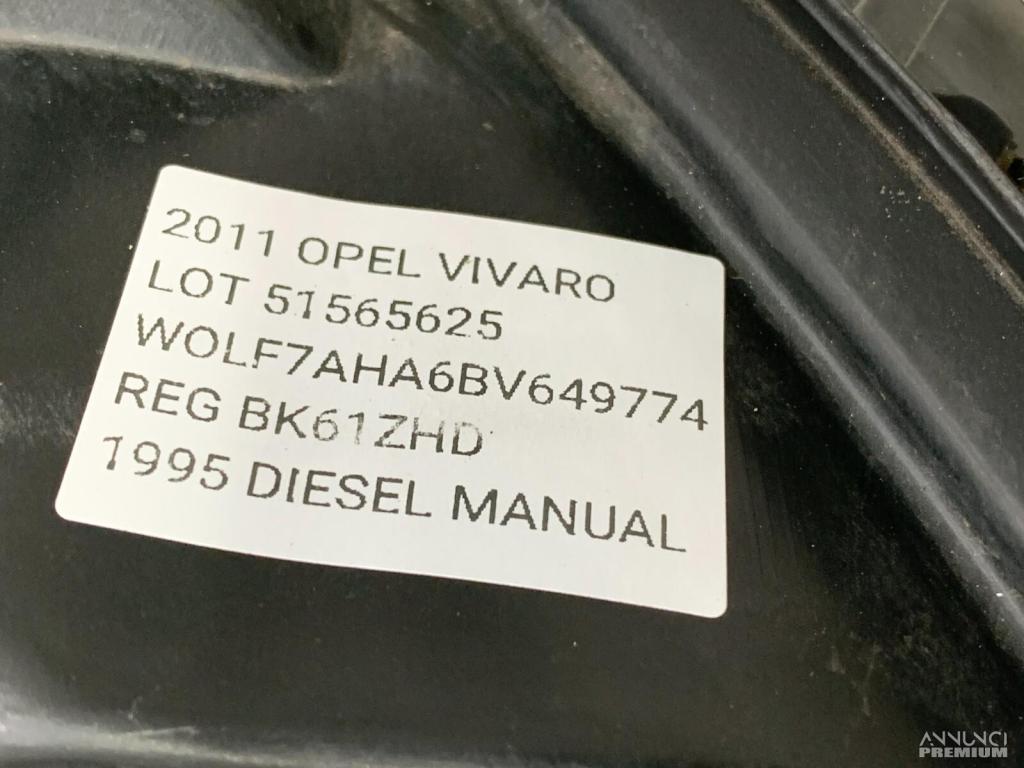 2011 OPEL VIVARO
LOT 51565625
WOLF7AHA6BV649774
REG BK61ZHD
1995 DIESEL MANUAL
ANNUNCI
PREMIUM